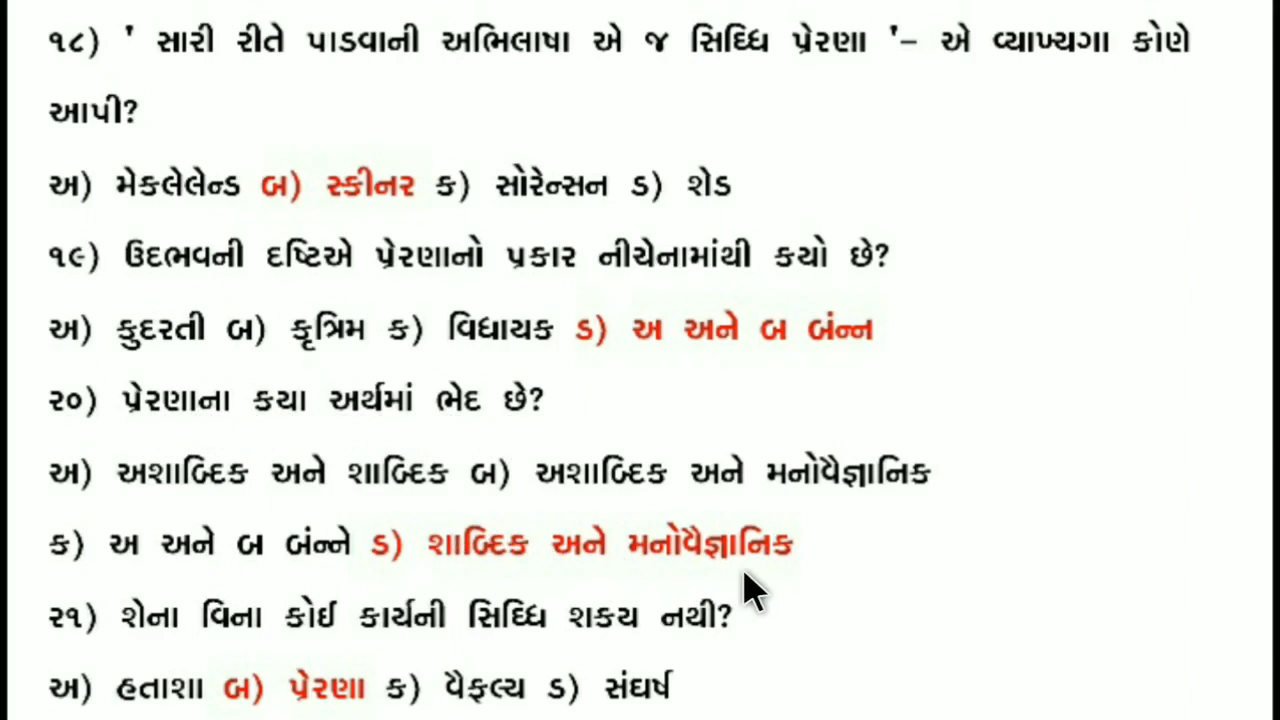 ૧૮) ' સારી રીતે પાડવાની અભિલાષા એ જ સિધ્ધિ પ્રેરણા '- એ વ્યાખ્યગા કોણે
આપી?
અ) મેકલેલેન્ડ બ) સ્કીનર ક) સોરેન્સન ડ) શેડ
૧૯) ઉદભવની દષ્ટિએ પ્રેરણાનો પ્રકાર નીચેનામાંથી કયો છે?
અ) કુદરતી બ) કૃત્રિમ ક) વિધાયક ડ) અ અને બ બંન્ન
૨૦) પ્રેરણાના કયા અર્થમાં ભેદ છે?
અ) અશાબ્દિક અને શાબ્દિક બ) અશાબ્દિક અને મનોવૈજ્ઞાનિક
ક) અ અને બ બંન્ને ડ) શાબ્દિક અને મનોવૈજ્ઞાનિક
૨૧) શેના વિના કોઈ કાર્યની સિધ્ધિ શકય નથી?
અ) હતાશા બ) પ્રેરણા ક) વૈફલ્ય ડ) સંઘર્ષ